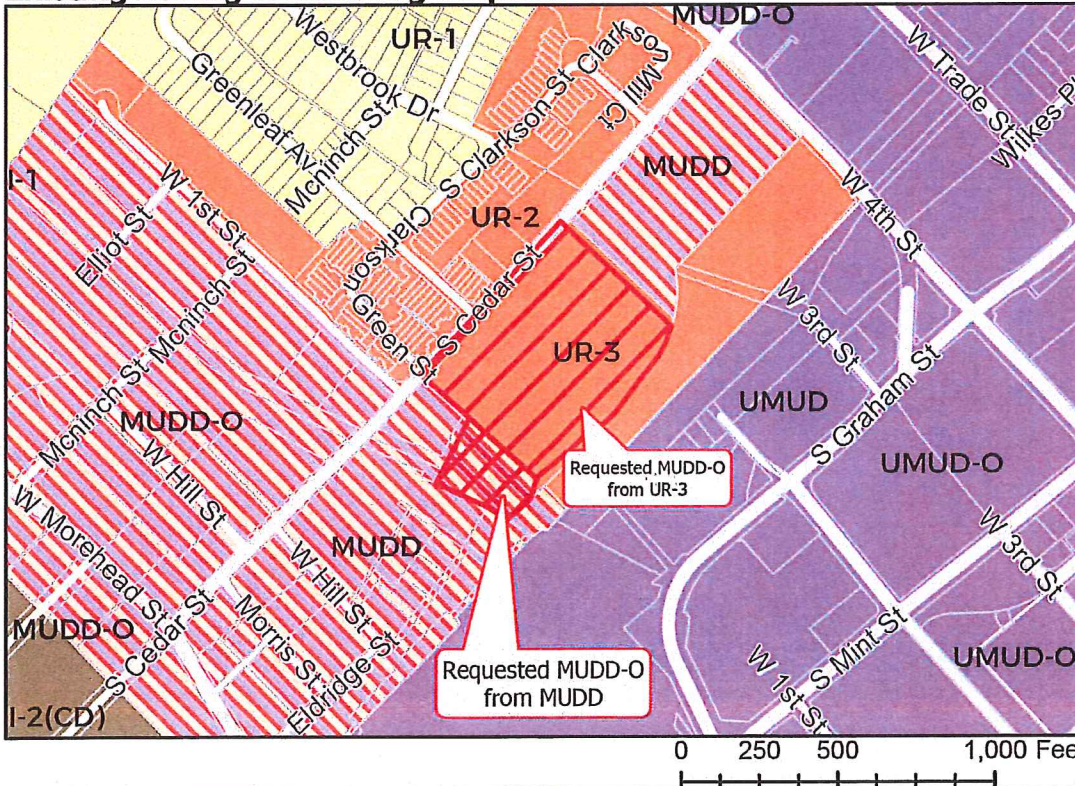 MUDD-O
UR-1
Westbrook Dr
Greenleaf Av
Mcninch St
S Clarkson St
Clarkson
Mill Ct
W Trade St
Wilkes Pl
MUDD
I-1
W 1st St
Elliot St
Mcninch St
Mcninch St
UR-2
Clarkson
Green St
S Cedar St
S Cedar St
W 4th St
W 3rd St
UR-3
UMUD
S Graham St
UMUD-O
MUDD-O
W Hill St
W Morehead St
Requested MUDD-O
from UR-3
MUDD
W Hill St
W 3rd St
MUDD-O
S Cedar St
Morris St
Eldridge St
Requested MUDD-O
from MUDD
S Mint St
W 1st St
UMUD-O
I-2(CD)
0 250 500 1,000 Fee